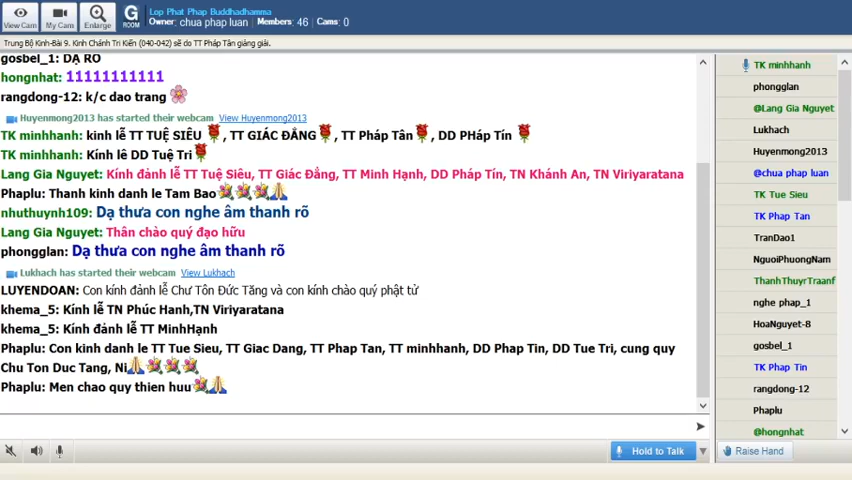 View Cam
My Cam
Enlarge
G
ROOM
Lop Phat Phap Buddhadhamma
Owner: chua phap luan Members: 46 Cams: 0
Trung Bộ Kinh-Bài 9. Kinh Chánh Tri Kiến (040-042) sẽ do TT Pháp Tân giảng giải.
gosbel_1: DẠ RO
hongnhat: 11111111111
rangdong-12: k/c dao trang
Huyenmong2013 has started their webcam View Huyenmong2013
TK minhhanh: kinh lễ TT TUỆ SIÊU , TT GIÁC ĐẲNG , TT Pháp Tân , DD PHáp Tín
TK minhhanh: Kính lê DD Tuệ Tri
Lang Gia Nguyet: Kính đảnh lễ TT Tuệ Siêu, TT Giác Đẳng, TT Minh Hạnh, DD Pháp Tín, TN Khánh An, TN Viriyaratana
Phaplu: Thanh kinh danh le Tam Bao
nhuthuynh109: Dạ thưa con nghe âm thanh rõ
Lang Gia Nguyet: Thân chào quý đạo hữu
phongglan: Dạ thưa con nghe âm thanh rõ
Lukhach has started their webcam View Lukhach
LUYENDOAN: Con kính đảnh lễ Chư Tôn Đức Tăng và con kính chào quý phật tử
khema_5: Kính lễ TN Phúc Hanh,TN Viriyaratana
khema_5: Kính đảnh lễ TT MinhHạnh
Phaplu: Con kinh danh le TT Tue Sieu, TT Giac Dang, TT Phap Tan, TT minhhanh, DD Phap Tin, DD Tue Tri, cung quy
Chu Ton Duc Tang, Ni
Phaplu: Men chao quy thien huu
Hold to Talk
TK minhhanh
phongglan
@Lang Gia Nguyet
Lukhach
Huyenmong2013
@chua phap luan
TK Tue Sieu
TK Phap Tan
TranDao1
NguoiPhuongNam
ThanhThuyrTraanf
nghe phap_1
HoaNguyet-8
gosbel_1
TK Phap Tin
rangdong-12
Phaplu
@hongnhat
Raise Hand